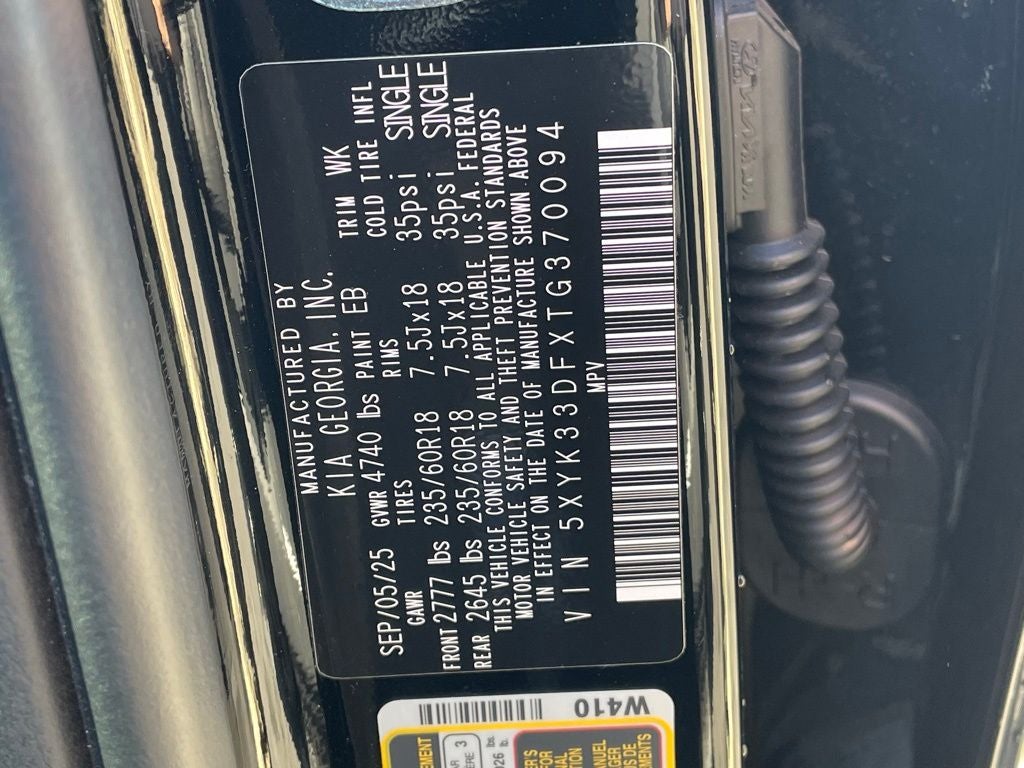 MANUFACTURED BY
KIA GEORGIA, INC.
SEP/05/25 GVWR 4740 lbs PAINT EB TRIM WK
GAWR TIRES RIMS COLD TIRE INFL
FRONT 2777 lbs 235/60R18 7.5Jx18 35psi SINGLE
REAR 2645 lbs 235/60R18 7.5Jx18 35psi SINGLE
THIS VEHICLE CONFORMS TO ALL APPLICABLE U.S.A. FEDERAL
MOTOR VEHICLE SAFETY AND THEFT PREVENTION STANDARDS
IN EFFECT ON THE DATE OF MANUFACTURE SHOWN ABOVE
VIN 5XYK33DFXTG370094
MPV
W410
3